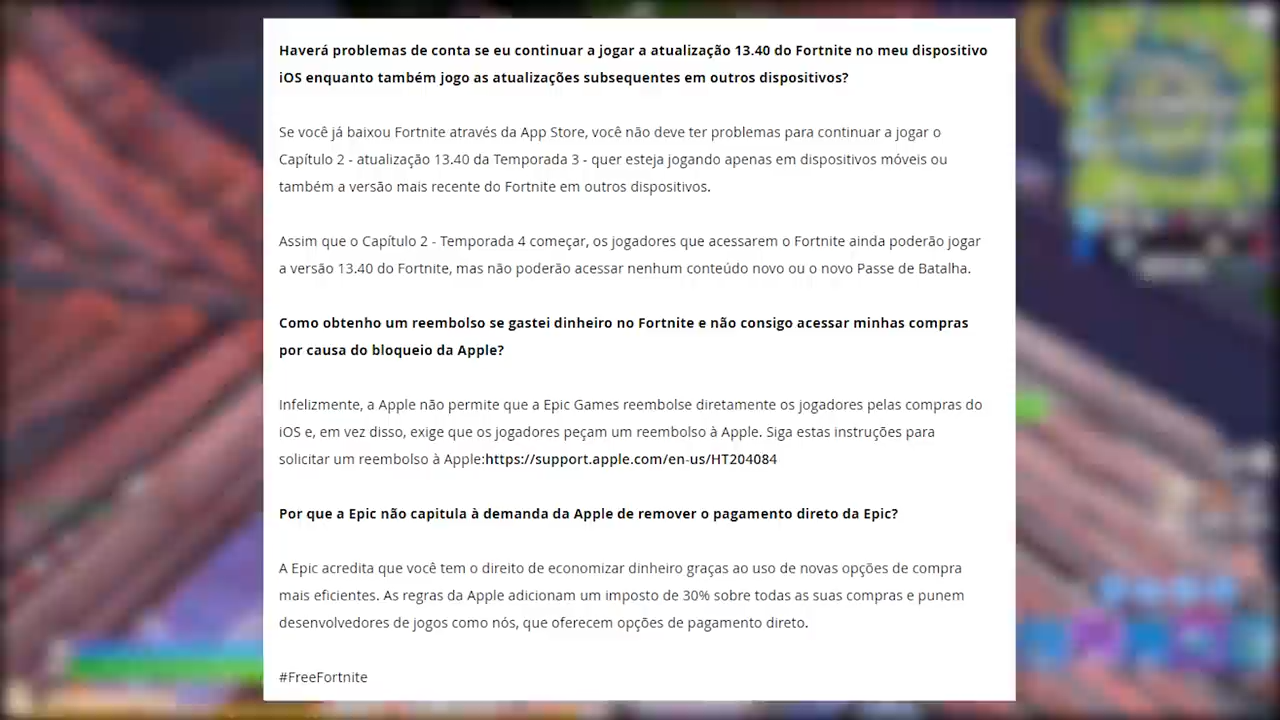 Haverá problemas de conta se eu continuar a jogar a atualização 13.40 do Fortnite no meu dispositivo
iOS enquanto também jogo as atualizações subsequentes em outros dispositivos?
Se você já baixou Fortnite através da App Store, você não deve ter problemas para continuar a jogar o
Capítulo 2 - atualização 13.40 da Temporada 3 - quer esteja jogando apenas em dispositivos móveis ou
também a versão mais recente do Fortnite em outros dispositivos.
Assim que o Capítulo 2 - Temporada 4 começar, os jogadores que acessarem o Fortnite ainda poderão jogar
a versão 13.40 do Fortnite, mas não poderão acessar nenhum conteúdo novo ou o novo Passe de Batalha.
Como obtenho um reembolso se gastei dinheiro no Fortnite e não consigo acessar minhas compras
por causa do bloqueio da Apple?
Infelizmente, a Apple não permite que a Epic Games reembolse diretamente os jogadores pelas compras do
iOS e, em vez disso, exige que os jogadores peçam um reembolso à Apple. Siga estas instruções para
solicitar um reembolso à Apple:https://support.apple.com/en-us/HT204084
Por que a Epic não capitula à demanda da Apple de remover o pagamento direto da Epic?
A Epic acredita que você tem o direito de economizar dinheiro graças ao uso de novas opções de compra
mais eficientes. As regras da Apple adicionam um imposto de 30% sobre todas as suas compras e punem
desenvolvedores de jogos como nós, que oferecem opções de pagamento direto.
#FreeFortnite